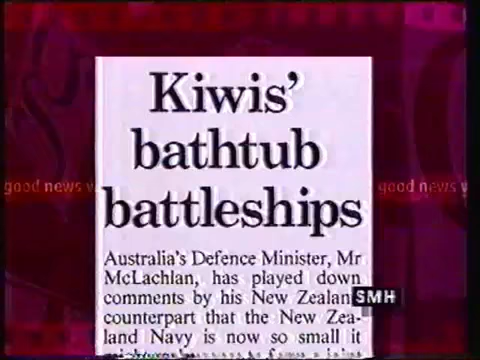 Kiwis'
bathtub
battleships
good news w
good news w
Australia's Defence Minister, Mr
McLachlan, has played down
comments by his New Zealand
SMH
counterpart that the New Zea-
land Navy is now so small it